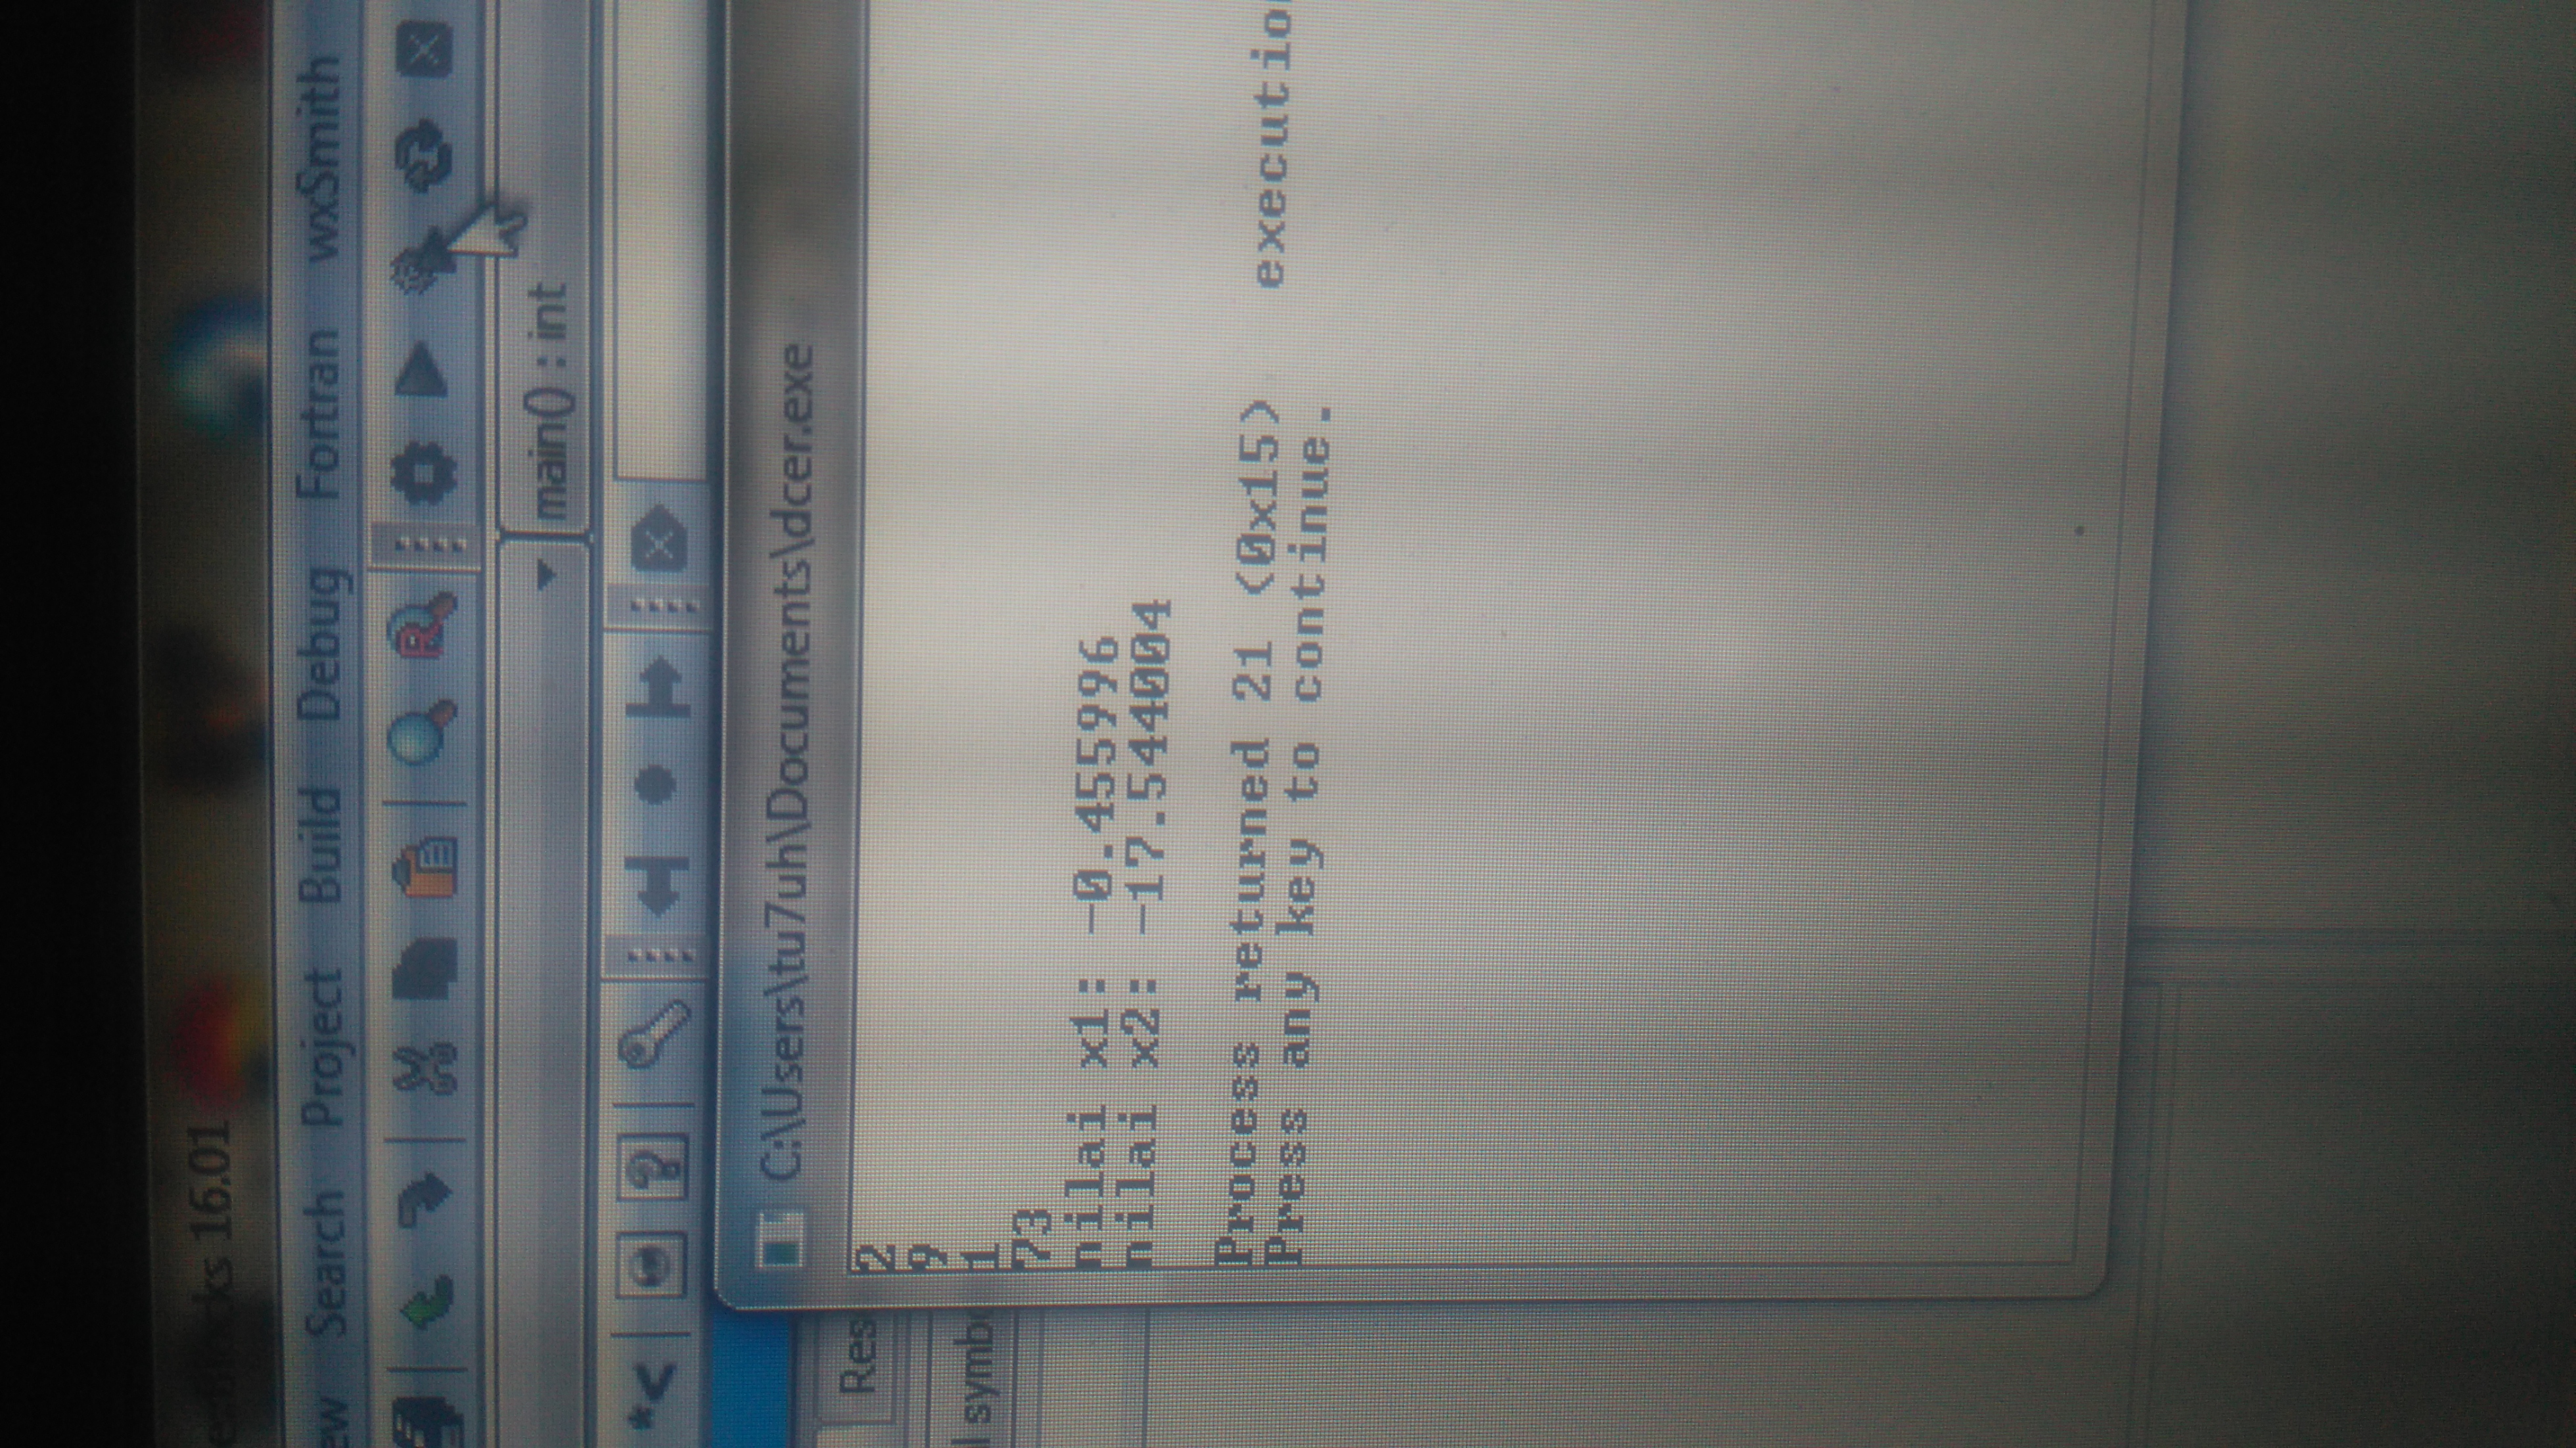 16.01
Search Project Build Debug Fortran wxSmith
main() : int
*<
C:\Users\tu7uh\Documents\dcer.exe
Res
2
9
l symb
1
73
nilai x1: -0.455996
nilai x2: -17.544004
Process returned 21 (0x15) executio
Press any key to continue.